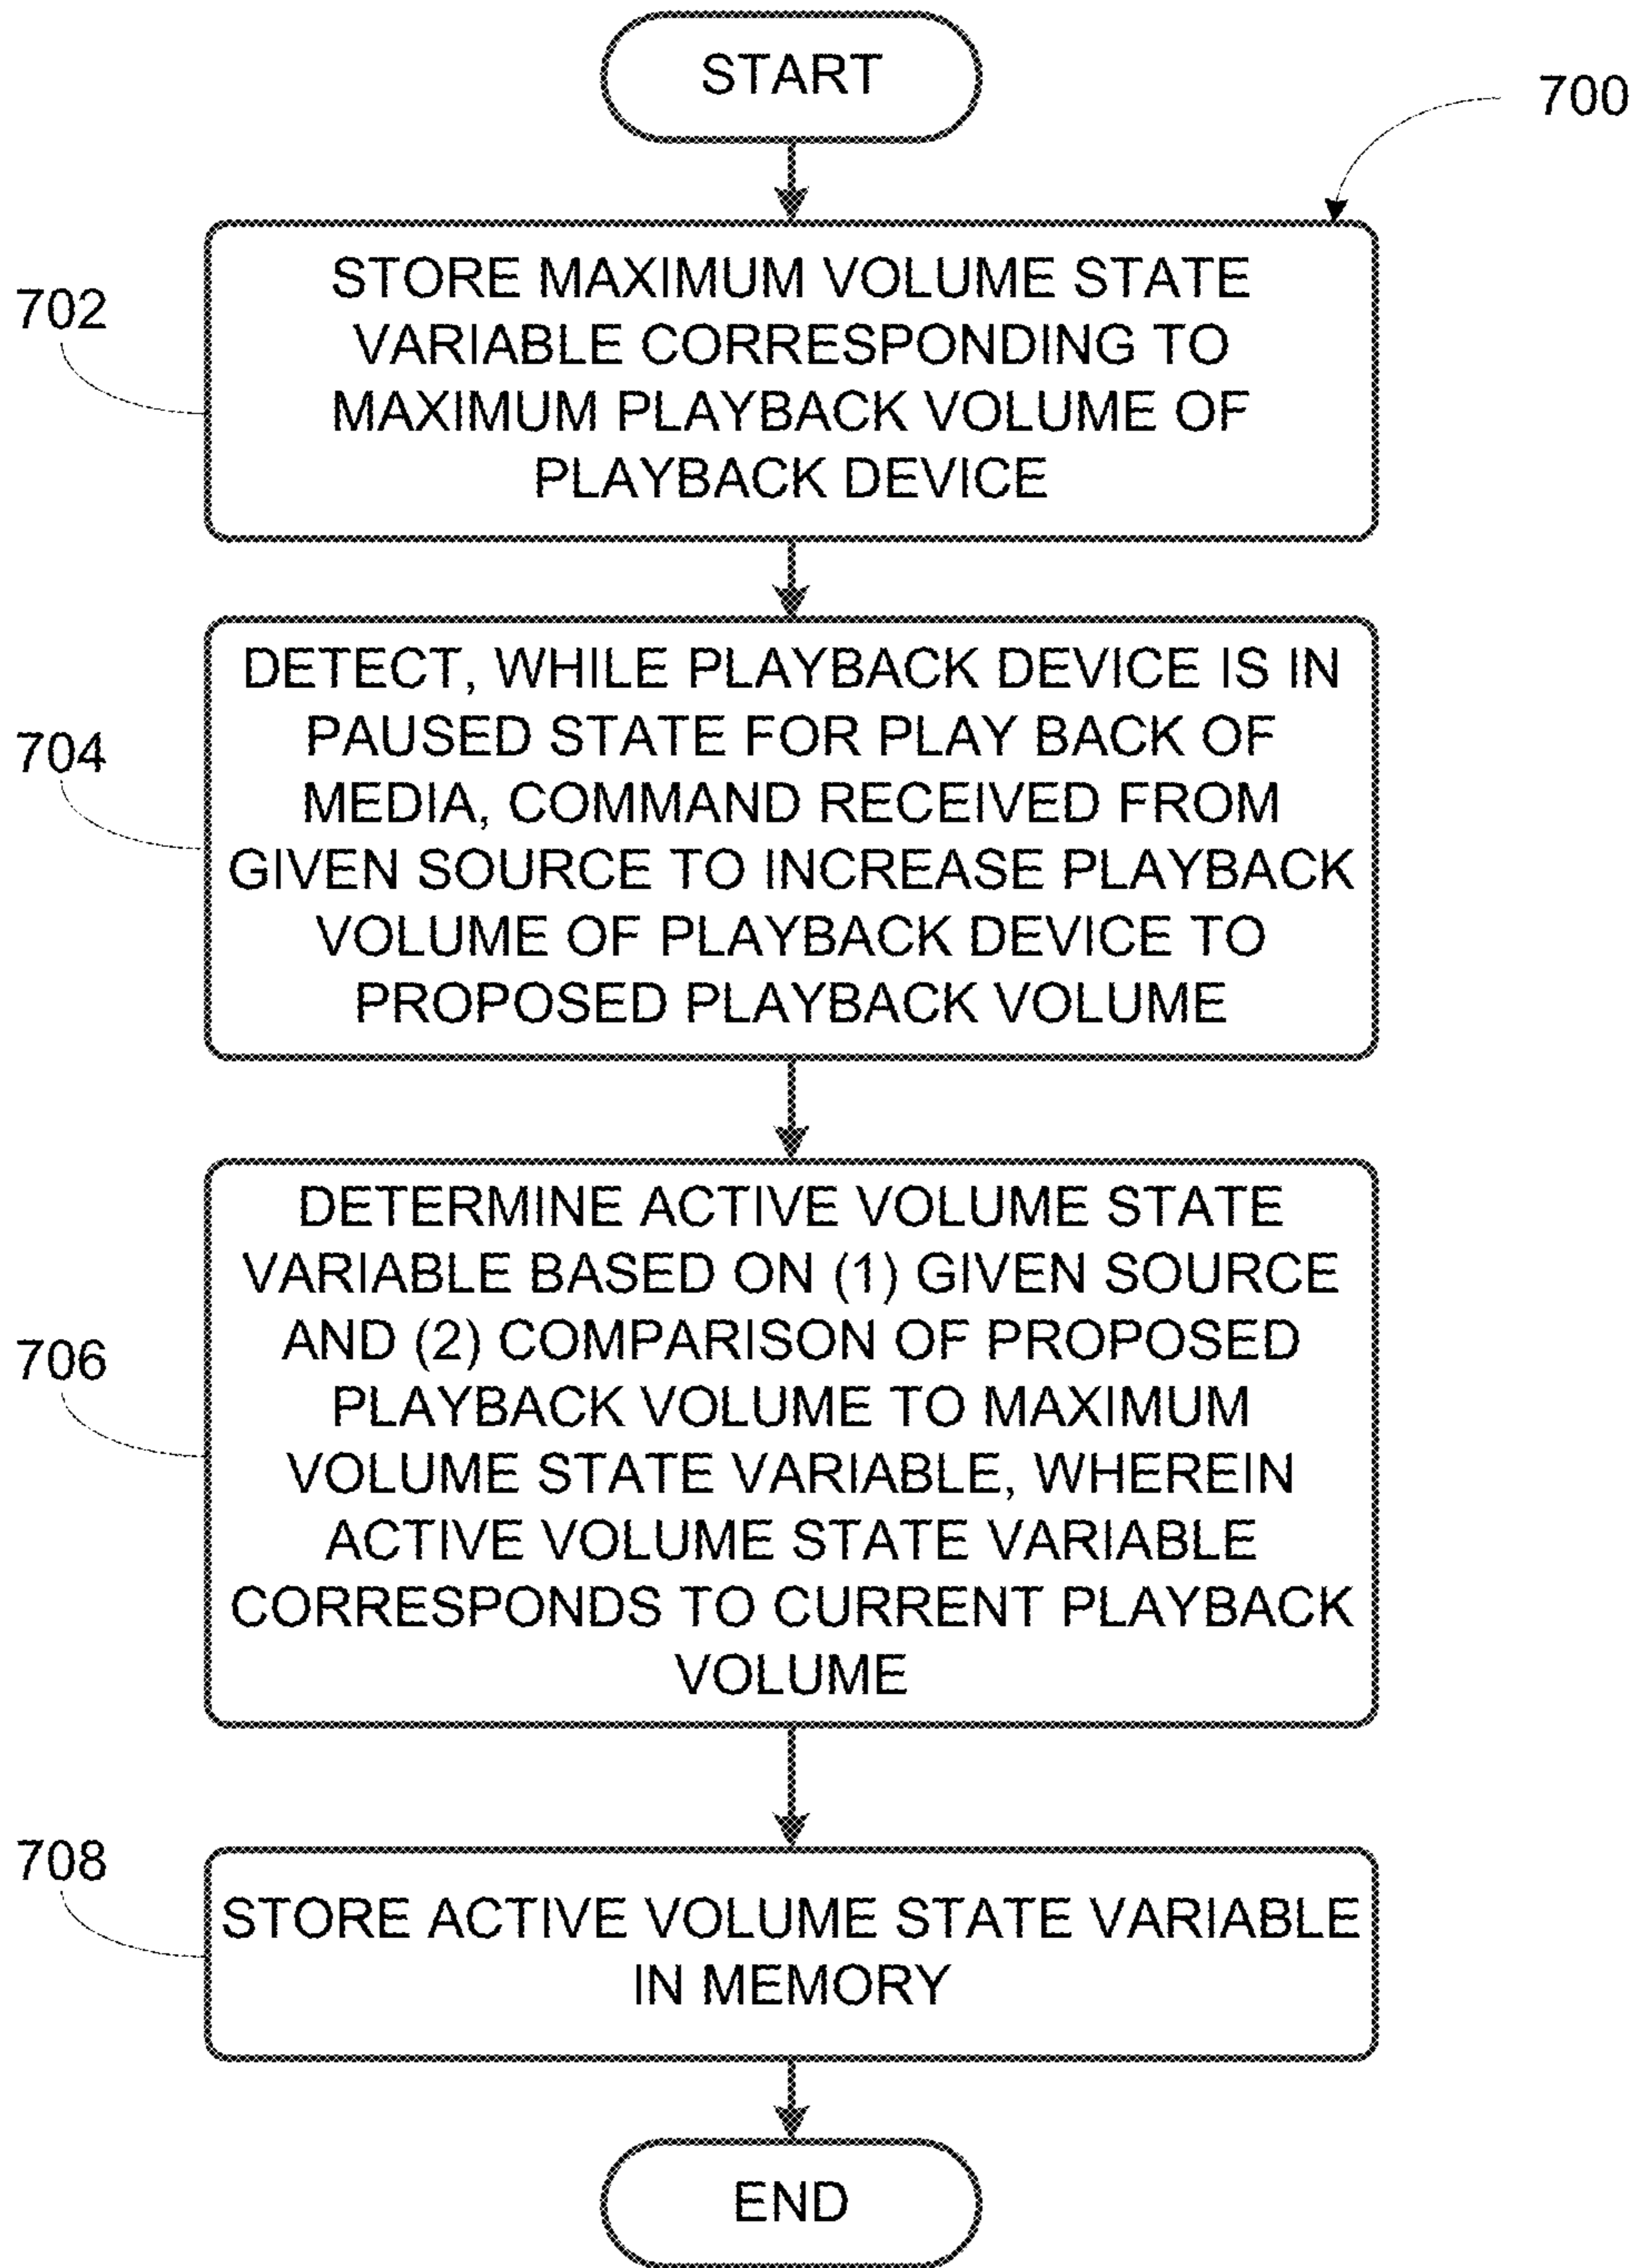 START
700
702
STORE MAXIMUM VOLUME STATE
VARIABLE CORRESPONDING TO
MAXIMUM PLAYBACK VOLUME OF
PLAYBACK DEVICE
704
DETECT, WHILE PLAYBACK DEVICE IS IN
PAUSED STATE FOR PLAY BACK OF
MEDIA, COMMAND RECEIVED FROM
GIVEN SOURCE TO INCREASE PLAYBACK
VOLUME OF PLAYBACK DEVICE TO
PROPOSED PLAYBACK VOLUME
706
DETERMINE ACTIVE VOLUME STATE
VARIABLE BASED ON (1) GIVEN SOURCE
AND (2) COMPARISON OF PROPOSED
PLAYBACK VOLUME TO MAXIMUM
VOLUME STATE VARIABLE, WHEREIN
ACTIVE VOLUME STATE VARIABLE
CORRESPONDS TO CURRENT PLAYBACK
VOLUME
708
STORE ACTIVE VOLUME STATE VARIABLE
IN MEMORY
END